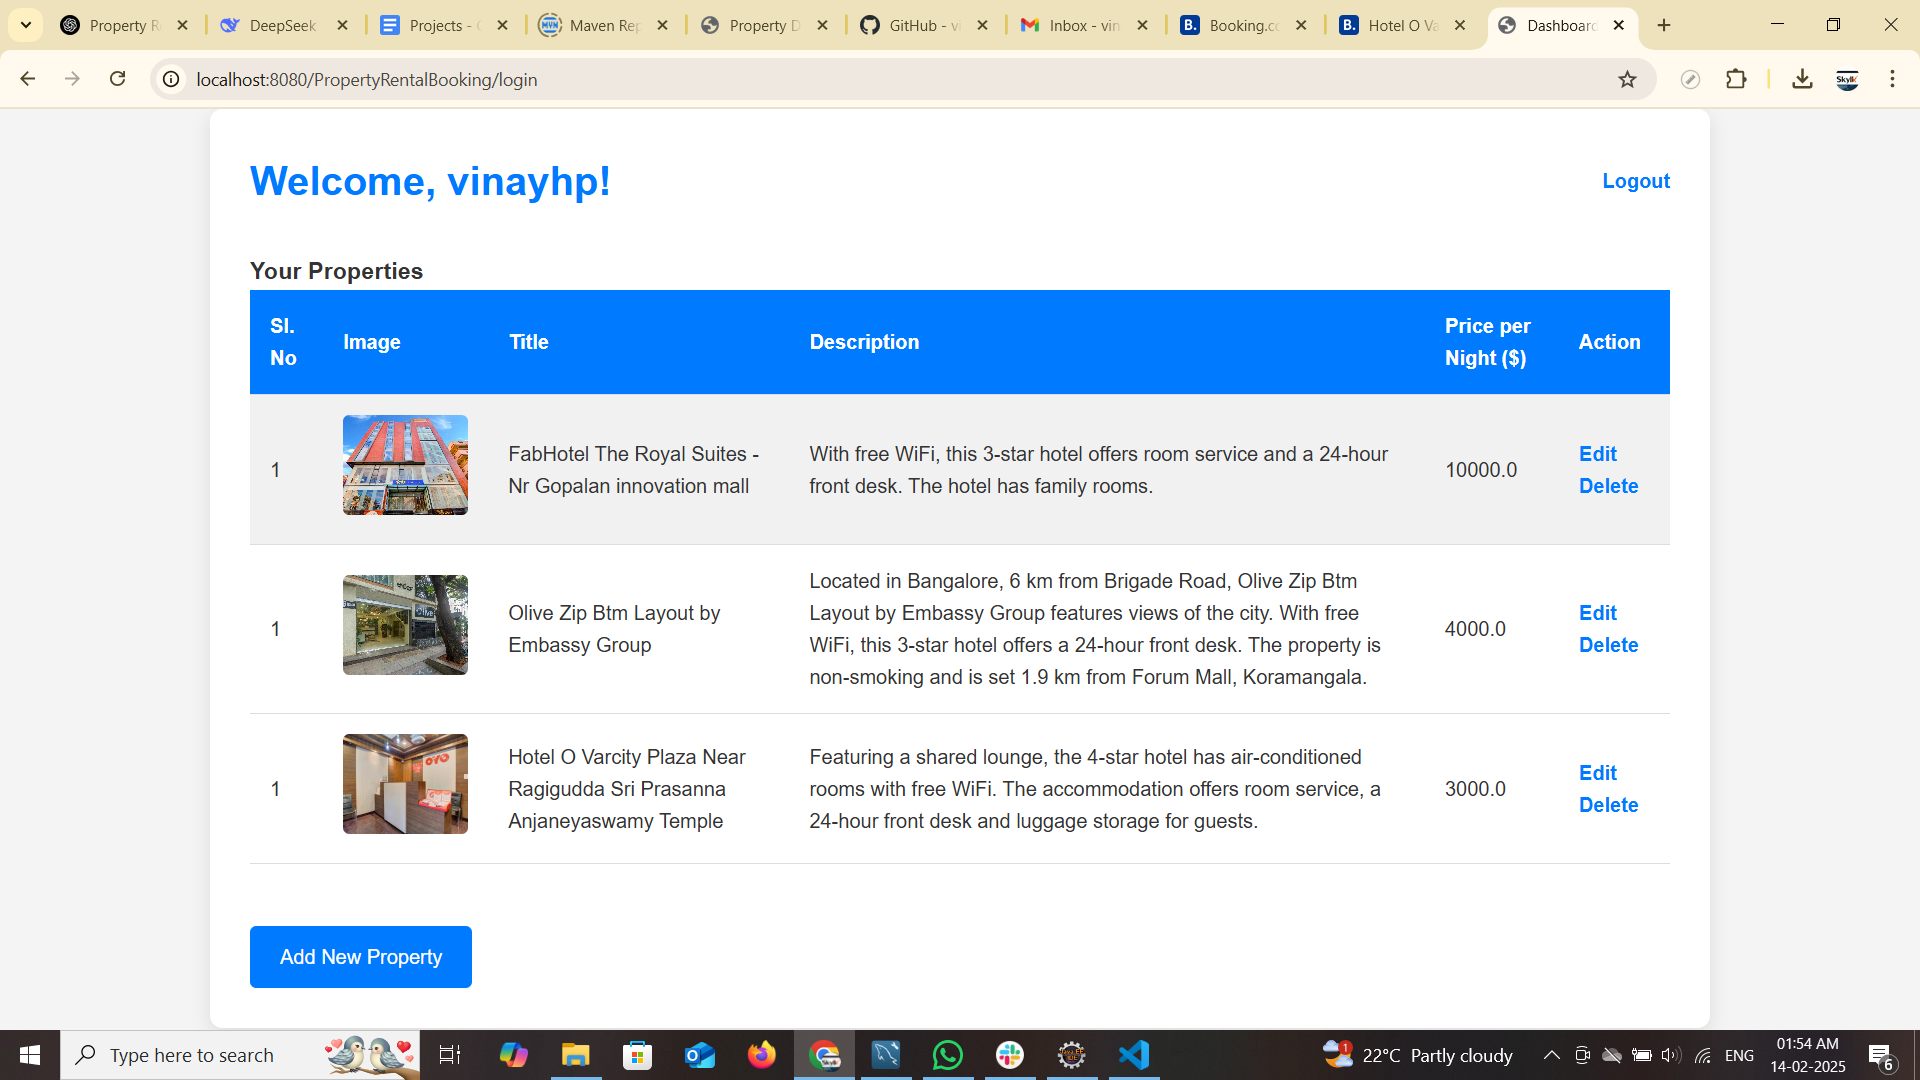 Property R
DeepSeek
Projects -
Maven Rep
Property D
GitHub - vi
Inbox - vin
Booking.co
Hotel O Va
Dashboard
localhost:8080/PropertyRentalBooking/login
Welcome, vinayhp!
Logout
Your Properties
Sl. No
Image
Title
Description
Price per
Night ($)
Action
1
FabHotel The Royal Suites -
Nr Gopalan innovation mall
With free WiFi, this 3-star hotel offers room service and a 24-hour
front desk. The hotel has family rooms.
10000.0
Edit
Delete
1
Olive Zip Btm Layout by
Embassy Group
Located in Bangalore, 6 km from Brigade Road, Olive Zip Btm
Layout by Embassy Group features views of the city. With free
WiFi, this 3-star hotel offers a 24-hour front desk. The property is
non-smoking and is set 1.9 km from Forum Mall, Koramangala.
4000.0
Edit
Delete
1
OYO
Hotel O Varcity Plaza Near
Ragigudda Sri Prasanna
Anjaneyaswamy Temple
Featuring a shared lounge, the 4-star hotel has air-conditioned
rooms with free WiFi. The accommodation offers room service, a
24-hour front desk and luggage storage for guests.
3000.0
Edit
Delete
Add New Property
Type here to search
1
22°C Partly cloudy
ENG
01:54 AM
14-02-2025
6